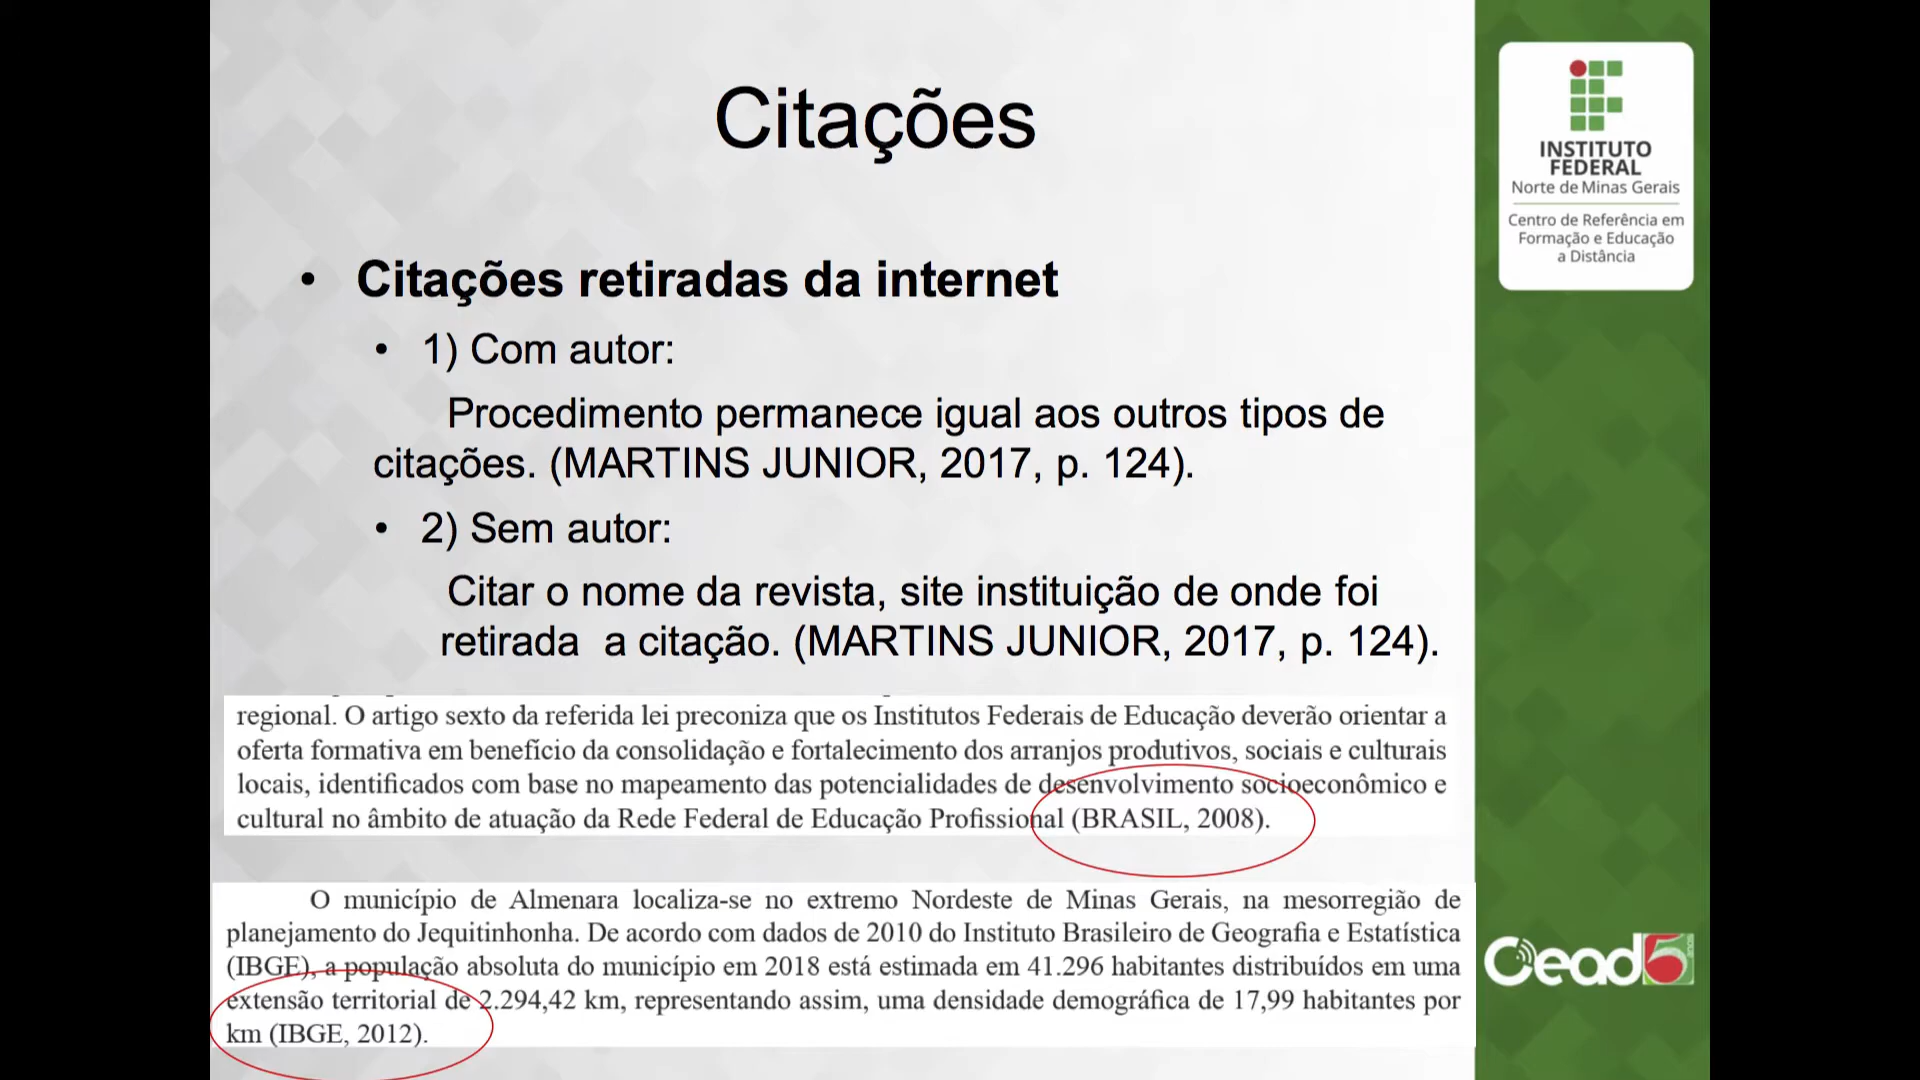 Citações
• Citações retiradas da internet
• 1) Com autor:
Procedimento permanece igual aos outros tipos de
citações. (MARTINS JUNIOR, 2017, p. 124).
• 2) Sem autor:
Citar o nome da revista, site instituição de onde foi
retirada a citação. (MARTINS JUNIOR, 2017, p. 124).
regional. O artigo sexto da referida lei preconiza que os Institutos Federais de Educação deverão orientar a
oferta formativa em benefício da consolidação e fortalecimento dos arranjos produtivos, sociais e culturais
locais, identificados com base no mapeamento das potencialidades de desenvolvimento socioeconômico e
cultural no âmbito de atuação da Rede Federal de Educação Profissional (BRASIL, 2008).
O município de Almenara localiza-se no extremo Nordeste de Minas Gerais, na mesorregião de
planejamento do Jequitinhonha. De acordo com dados de 2010 do Instituto Brasileiro de Geografia e Estatística
(IBGE), a população absoluta do município em 2018 está estimada em 41.296 habitantes distribuídos em uma
extensão territorial de 2.294,42 km, representando assim, uma densidade demográfica de 17,99 habitantes por
km (IBGE, 2012).
INSTITUTO
FEDERAL
Norte de Minas Gerais
Centro de Referência em
Formação e Educação
a Distância
Cead 5